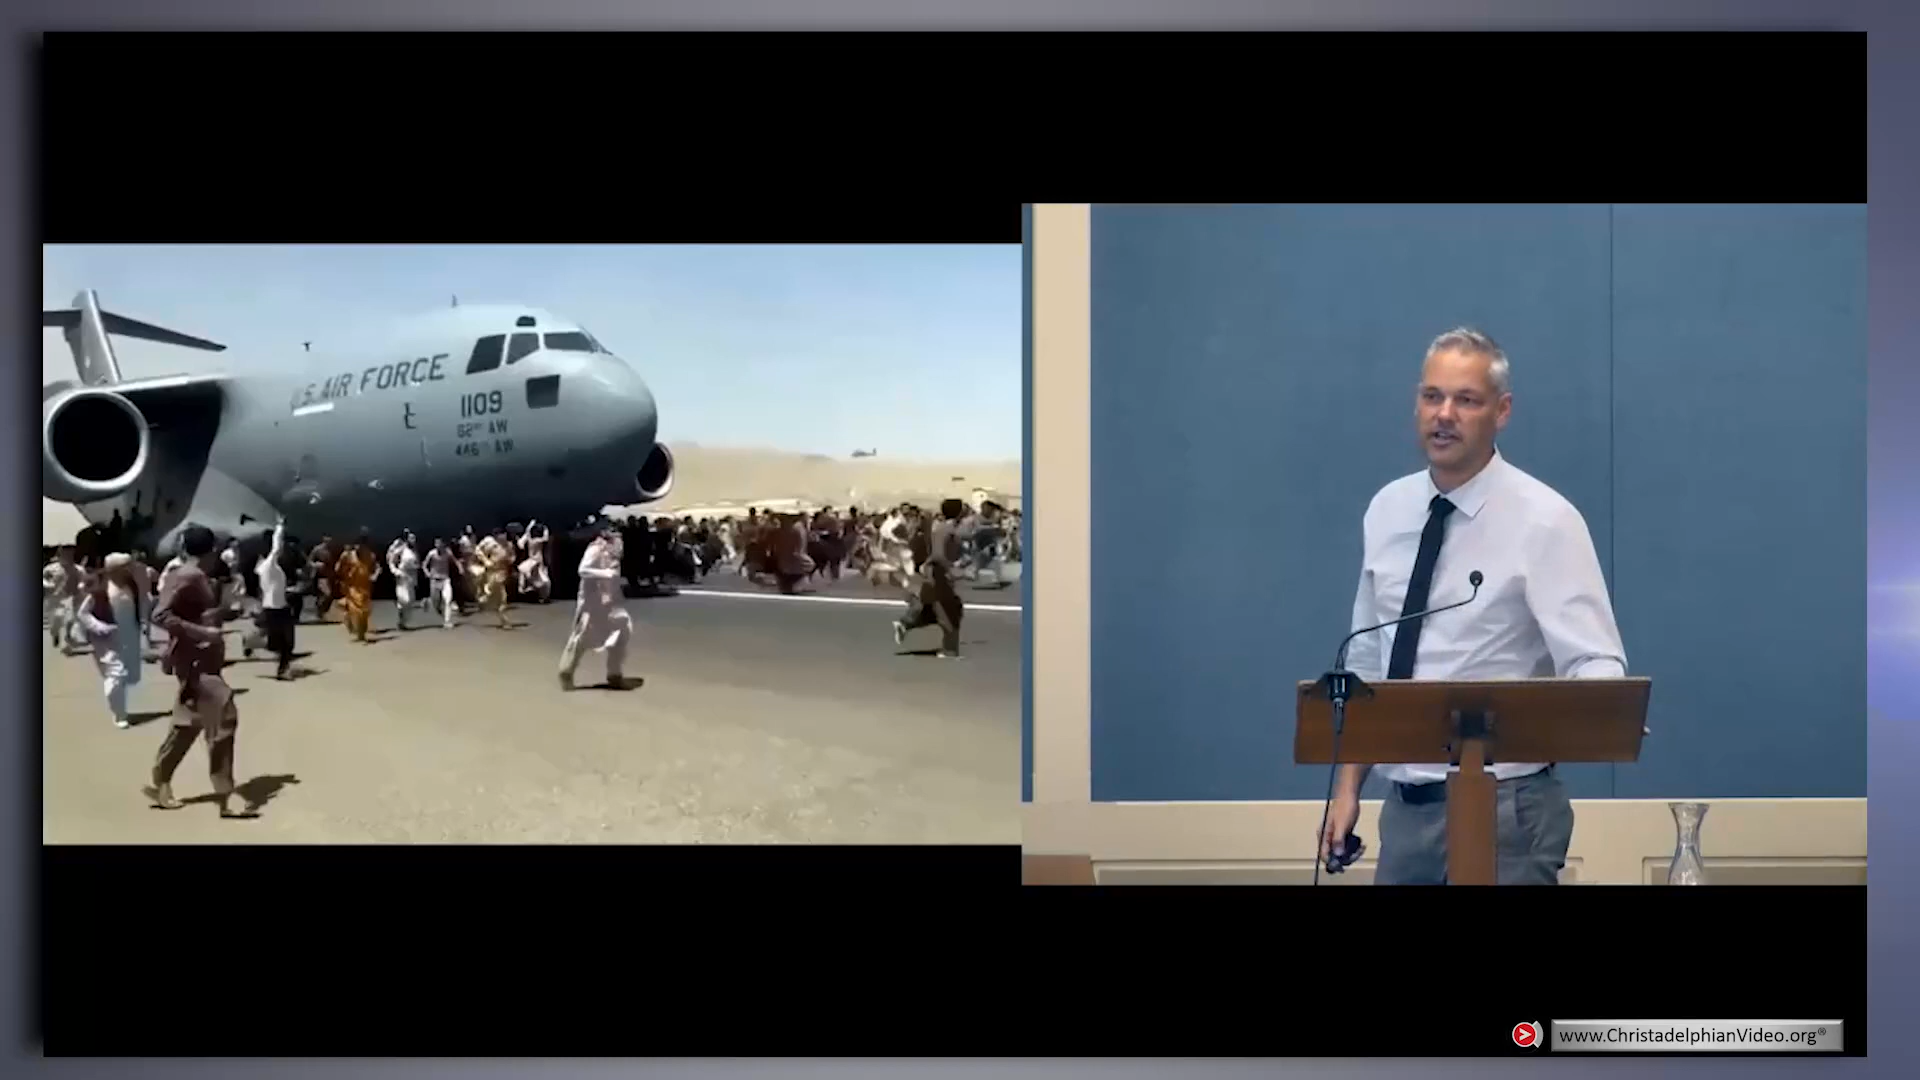 U.S. AIR FORCE
1109
62ND AW
446TH AW
www.ChristadelphianVideo.org®